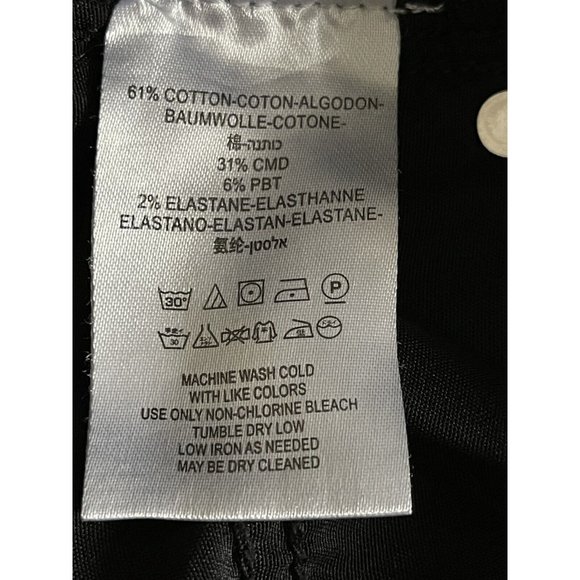 61% COTTON-COTON-ALGODON-
BAUMWOLLE-COTONE-
棉-כותנה
31% CMD
6% PBT
2% ELASTANE-ELASTHANNE
ELASTANO-ELASTAN-ELASTANE-
氨纶-אלסטן
30° P
30
MACHINE WASH COLD
WITH LIKE COLORS
USE ONLY NON-CHLORINE BLEACH
TUMBLE DRY LOW
LOW IRON AS NEEDED
MAY BE DRY CLEANED